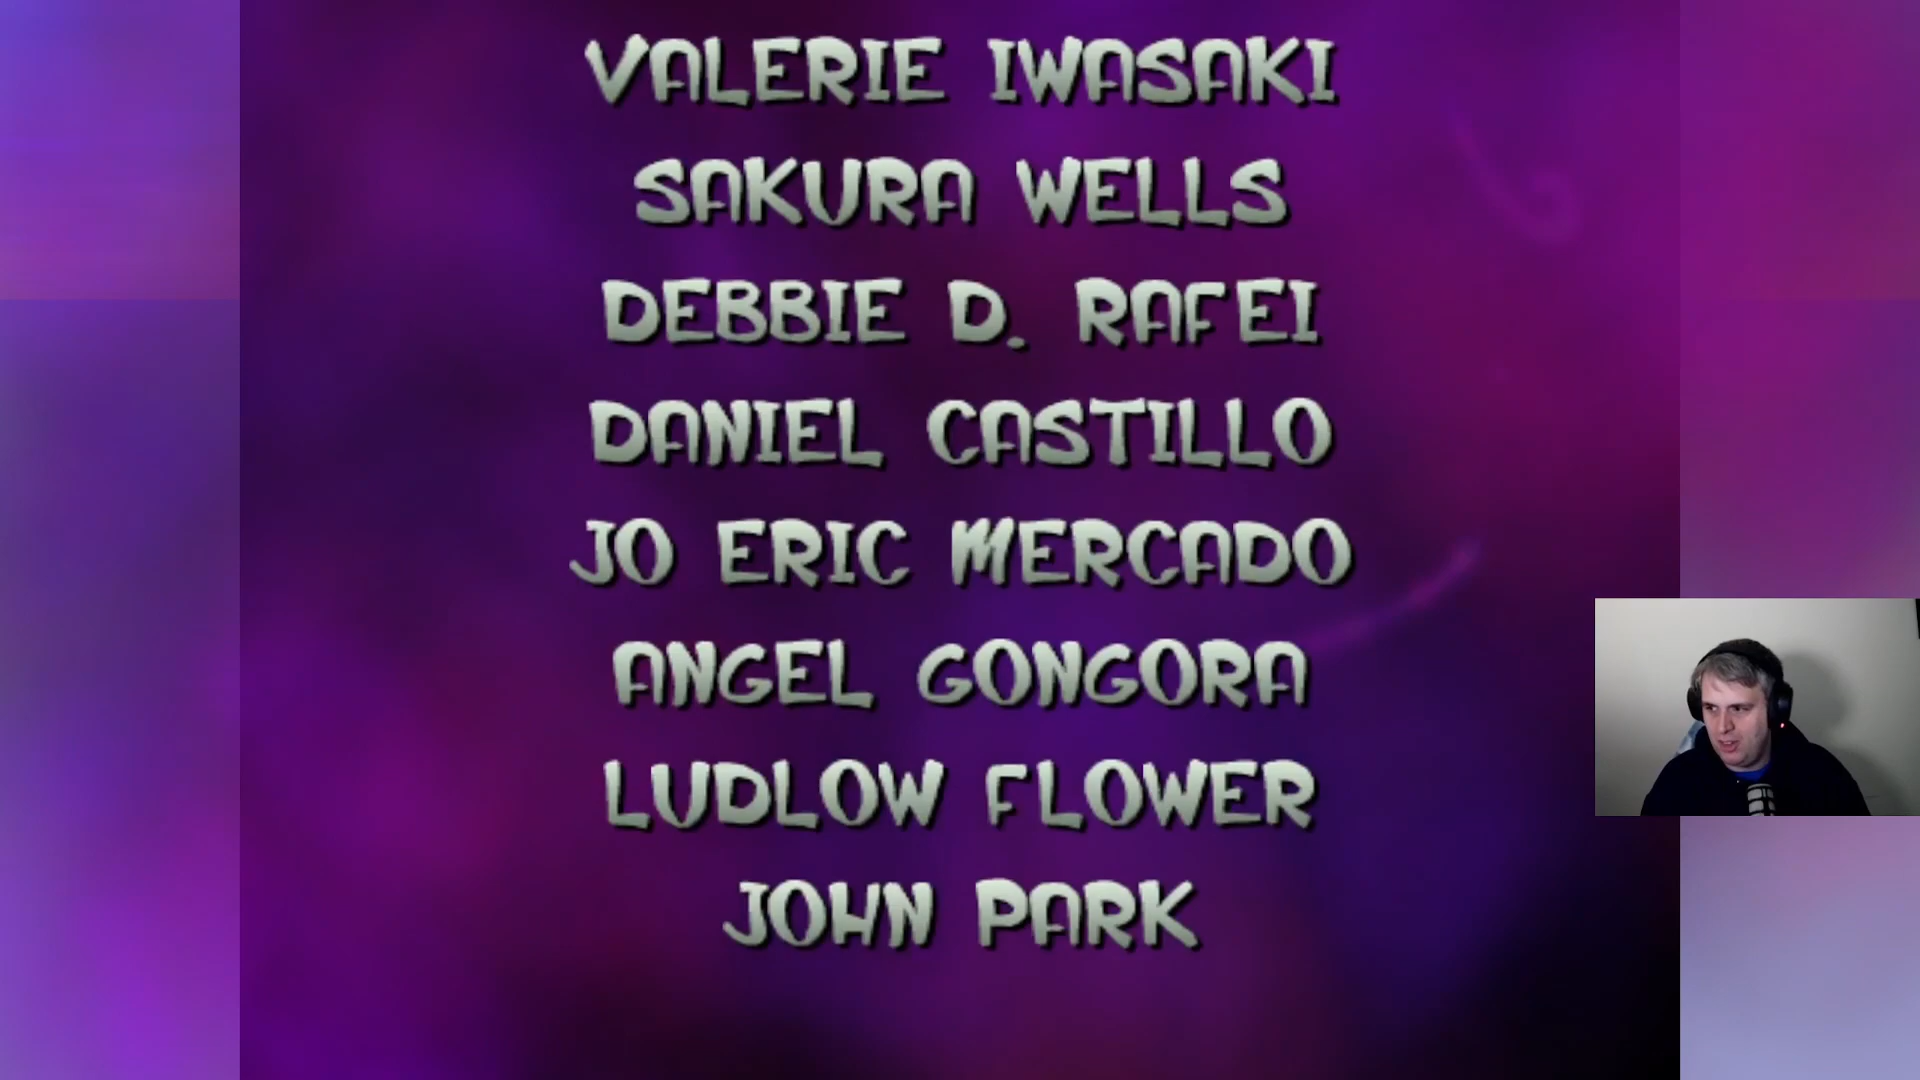 VALERIE IWASAKI
SAKURA WELLS
DEBBIE D. RAFEI
DANIEL CASTILLO
JO ERIC MERCADO
ANGEL GONGORA
LUDLOW FLOWER
JOHN PARK